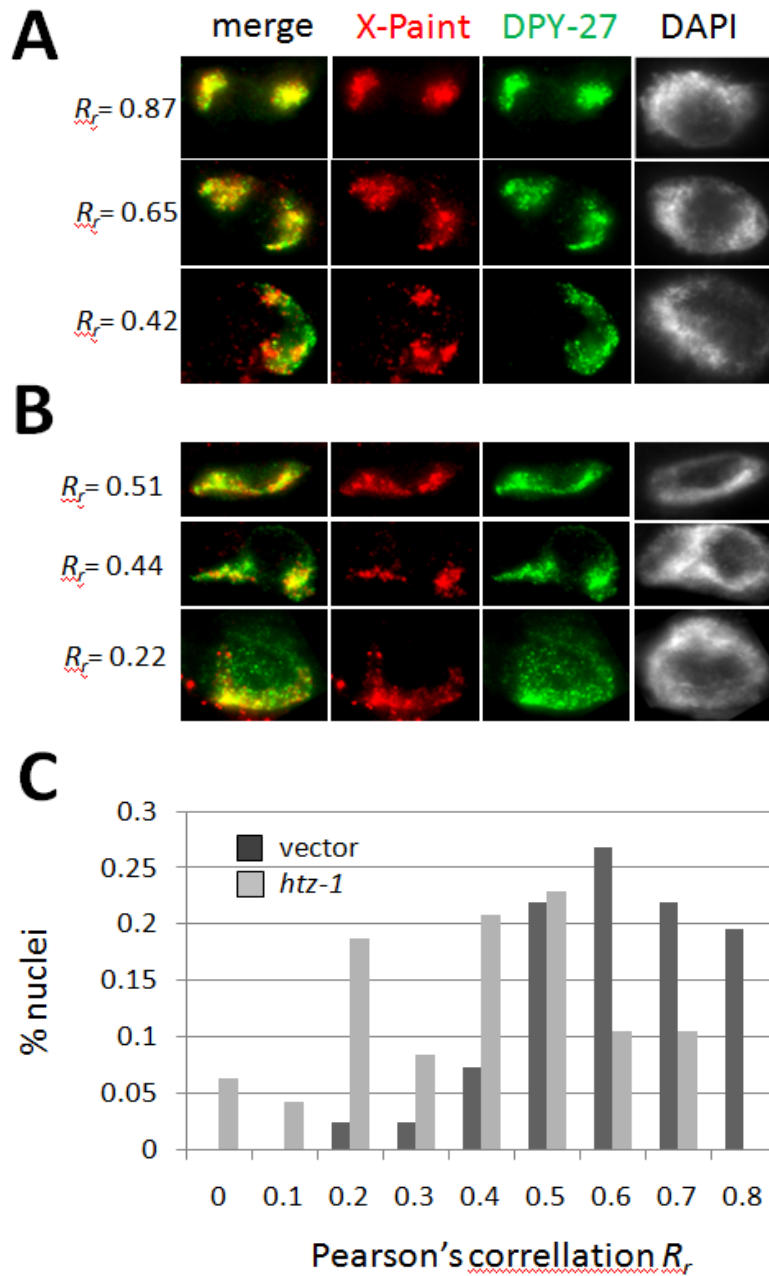 A merge X-Paint DPY-27 DAPI
Rr= 0.87
Rr= 0.65
Rr= 0.42
B
Rr= 0.51
Rr= 0.44
Rr= 0.22
C
0.3
vector
0.25
htz-1
0.2
0.15
0.1
0.05
0
% nuclei
0 0.1 0.2 0.3 0.4 0.5 0.6 0.7 0.8
Pearson's correllation Rr